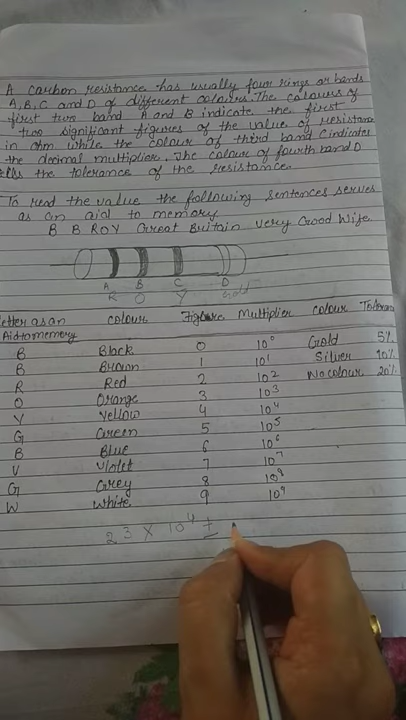 A carbon resistance has usually four rings or bands
A, B, C and D of different colours. The colours of
first two band A and B indicate the first
two significant figures of the value of resistance
in ohm while the colour of third band C indicates
the decimal multiplier. The colour of fourth band D
tells the tolerance of the resistance.
To read the value the following sentences serves
as an aid to memory
B B ROY Great Britain very Good Wife
A B C D
R O Y Gold
letter as an colour Figure Multiplier colour Tolerance
Aid to memory
B Black 0 10⁰ Gold 5%
B Brown 1 10¹ Silver 10%
R Red 2 10² No colour 20%
O Orange 3 10³
Y Yellow 4 10⁴
G Green 5 10⁵
B Blue 6 10⁶
V Violet 7 10⁷
G Grey 8 10⁸
W White 9 10⁹
23 X 10⁴ ±